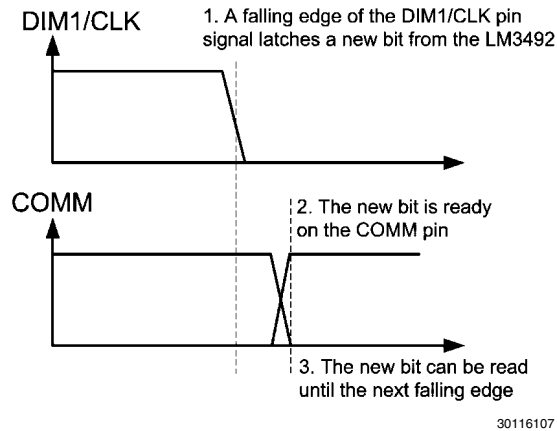 DIM1/CLK
1. A falling edge of the DIM1/CLK pin
signal latches a new bit from the LM3492
COMM
2. The new bit is ready
on the COMM pin
3. The new bit can be read
until the next falling edge
30116107